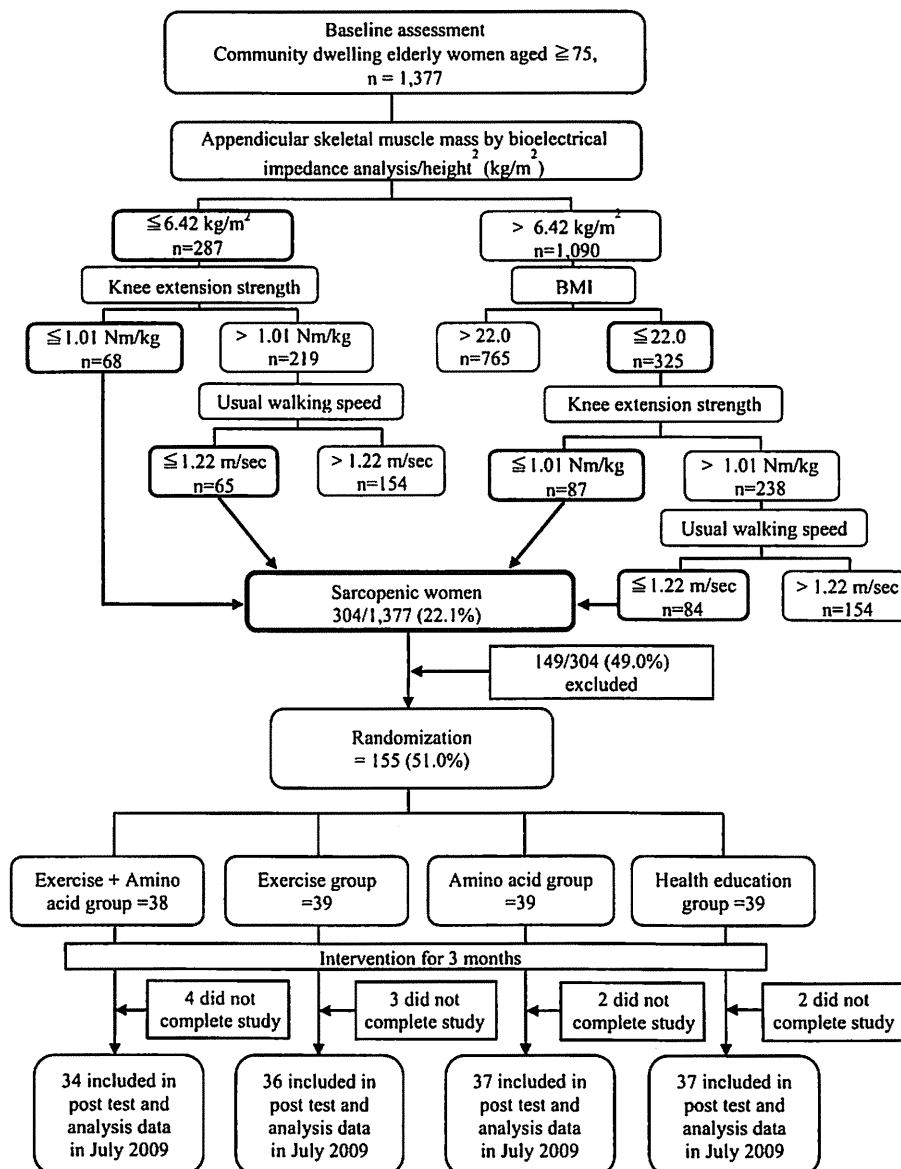 Baseline assessment
Community dwelling elderly women aged ≧75,
n = 1,377
Appendicular skeletal muscle mass by bioelectrical
impedance analysis/height² (kg/m²)
≦6.42 kg/m²
n=287
> 6.42 kg/m²
n=1,090
Knee extension strength
BMI
≦1.01 Nm/kg
n=68
> 1.01 Nm/kg
n=219
> 22.0
n=765
≦22.0
n=325
Usual walking speed
Knee extension strength
≦1.22 m/sec
n=65
> 1.22 m/sec
n=154
≦1.01 Nm/kg
n=87
> 1.01 Nm/kg
n=238
Usual walking speed
≦1.22 m/sec
n=84
> 1.22 m/sec
n=154
Sarcopenic women
304/1,377 (22.1%)
149/304 (49.0%)
excluded
Randomization
= 155 (51.0%)
Exercise + Amino
acid group =38
Exercise group
=39
Amino acid group
=39
Health education
group =39
Intervention for 3 months
4 did not
complete study
3 did not
complete study
2 did not
complete study
2 did not
complete study
34 included in
post test and
analysis data
in July 2009
36 included in
post test and
analysis data
in July 2009
37 included in
post test and
analysis data
in July 2009
37 included in
post test and
analysis data
in July 2009